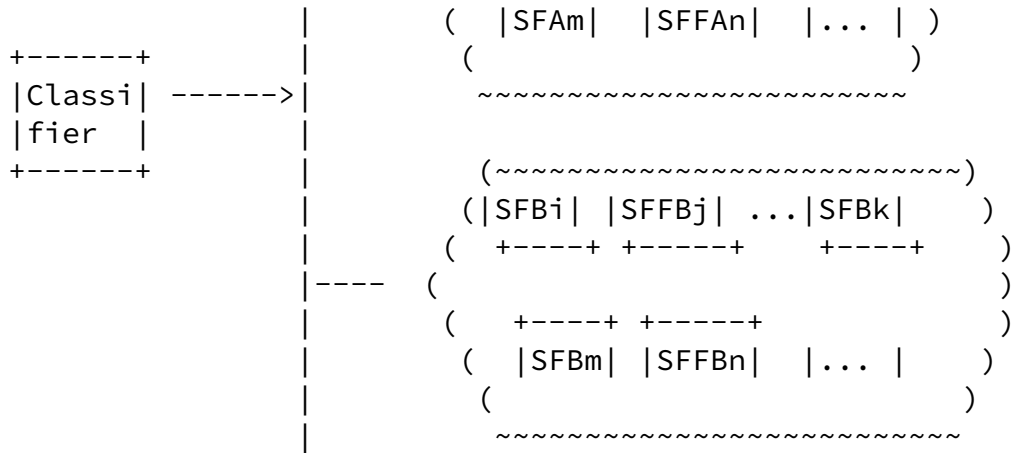 |       (  |SFAm|  |SFFAn|  |... | )
+------+        |        (                        )
|Classi| ------>|         ~~~~~~~~~~~~~~~~~~~~~~~~
|fier  |        |
+------+        |         (~~~~~~~~~~~~~~~~~~~~~~~~~~)
|        (|SFBi| |SFFBj| ...|SFBk|    )
|       (  +----+ +-----+    +----+    )
|----  (                               )
|       (   +----+ +-----+             )
|        (  |SFBm| |SFFBn|  |... |    )
|         (                          )
|          ~~~~~~~~~~~~~~~~~~~~~~~~~~